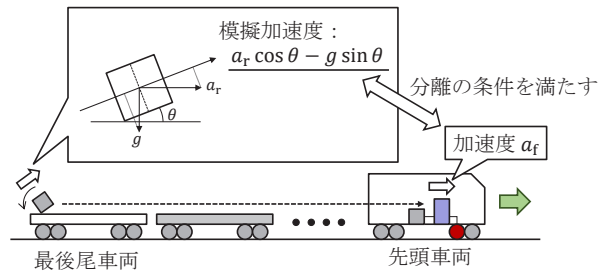 模擬加速度:
a_r cos θ − g sin θ
a_r
θ
g
分離の条件を満たす
加速度 a_f
最後尾車両
先頭車両